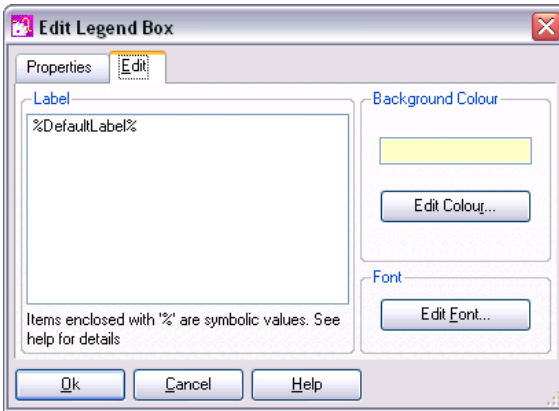 Edit Legend Box
Properties
Edit
Label
%DefaultLabel%
Items enclosed with '%' are symbolic values. See
help for details
Background Colour
Edit Colour...
Font
Edit Font...
Ok
Cancel
Help